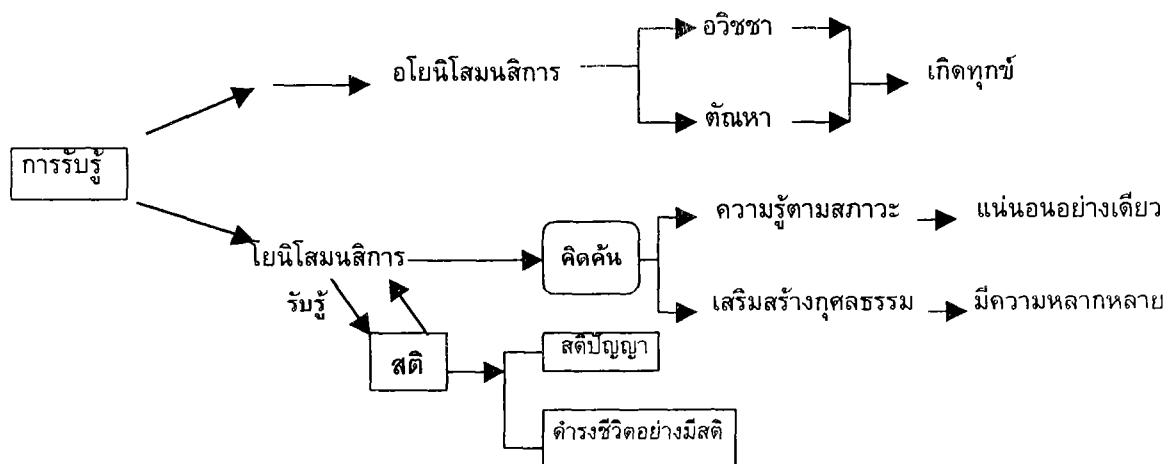 อวิชชา
อโยนิโสมนสิการ
เกิดทุกข์
ตัณหา
การรับรู้
ความรู้ตามสภาวะ
แน่นอนอย่างเดียว
โยนิโสมนสิการ
คิดค้น
รับรู้
เสริมสร้างกุศลธรรม
มีความหลากหลาย
สติ
สติปัญญา
ดำรงชีวิตอย่างมีสติ